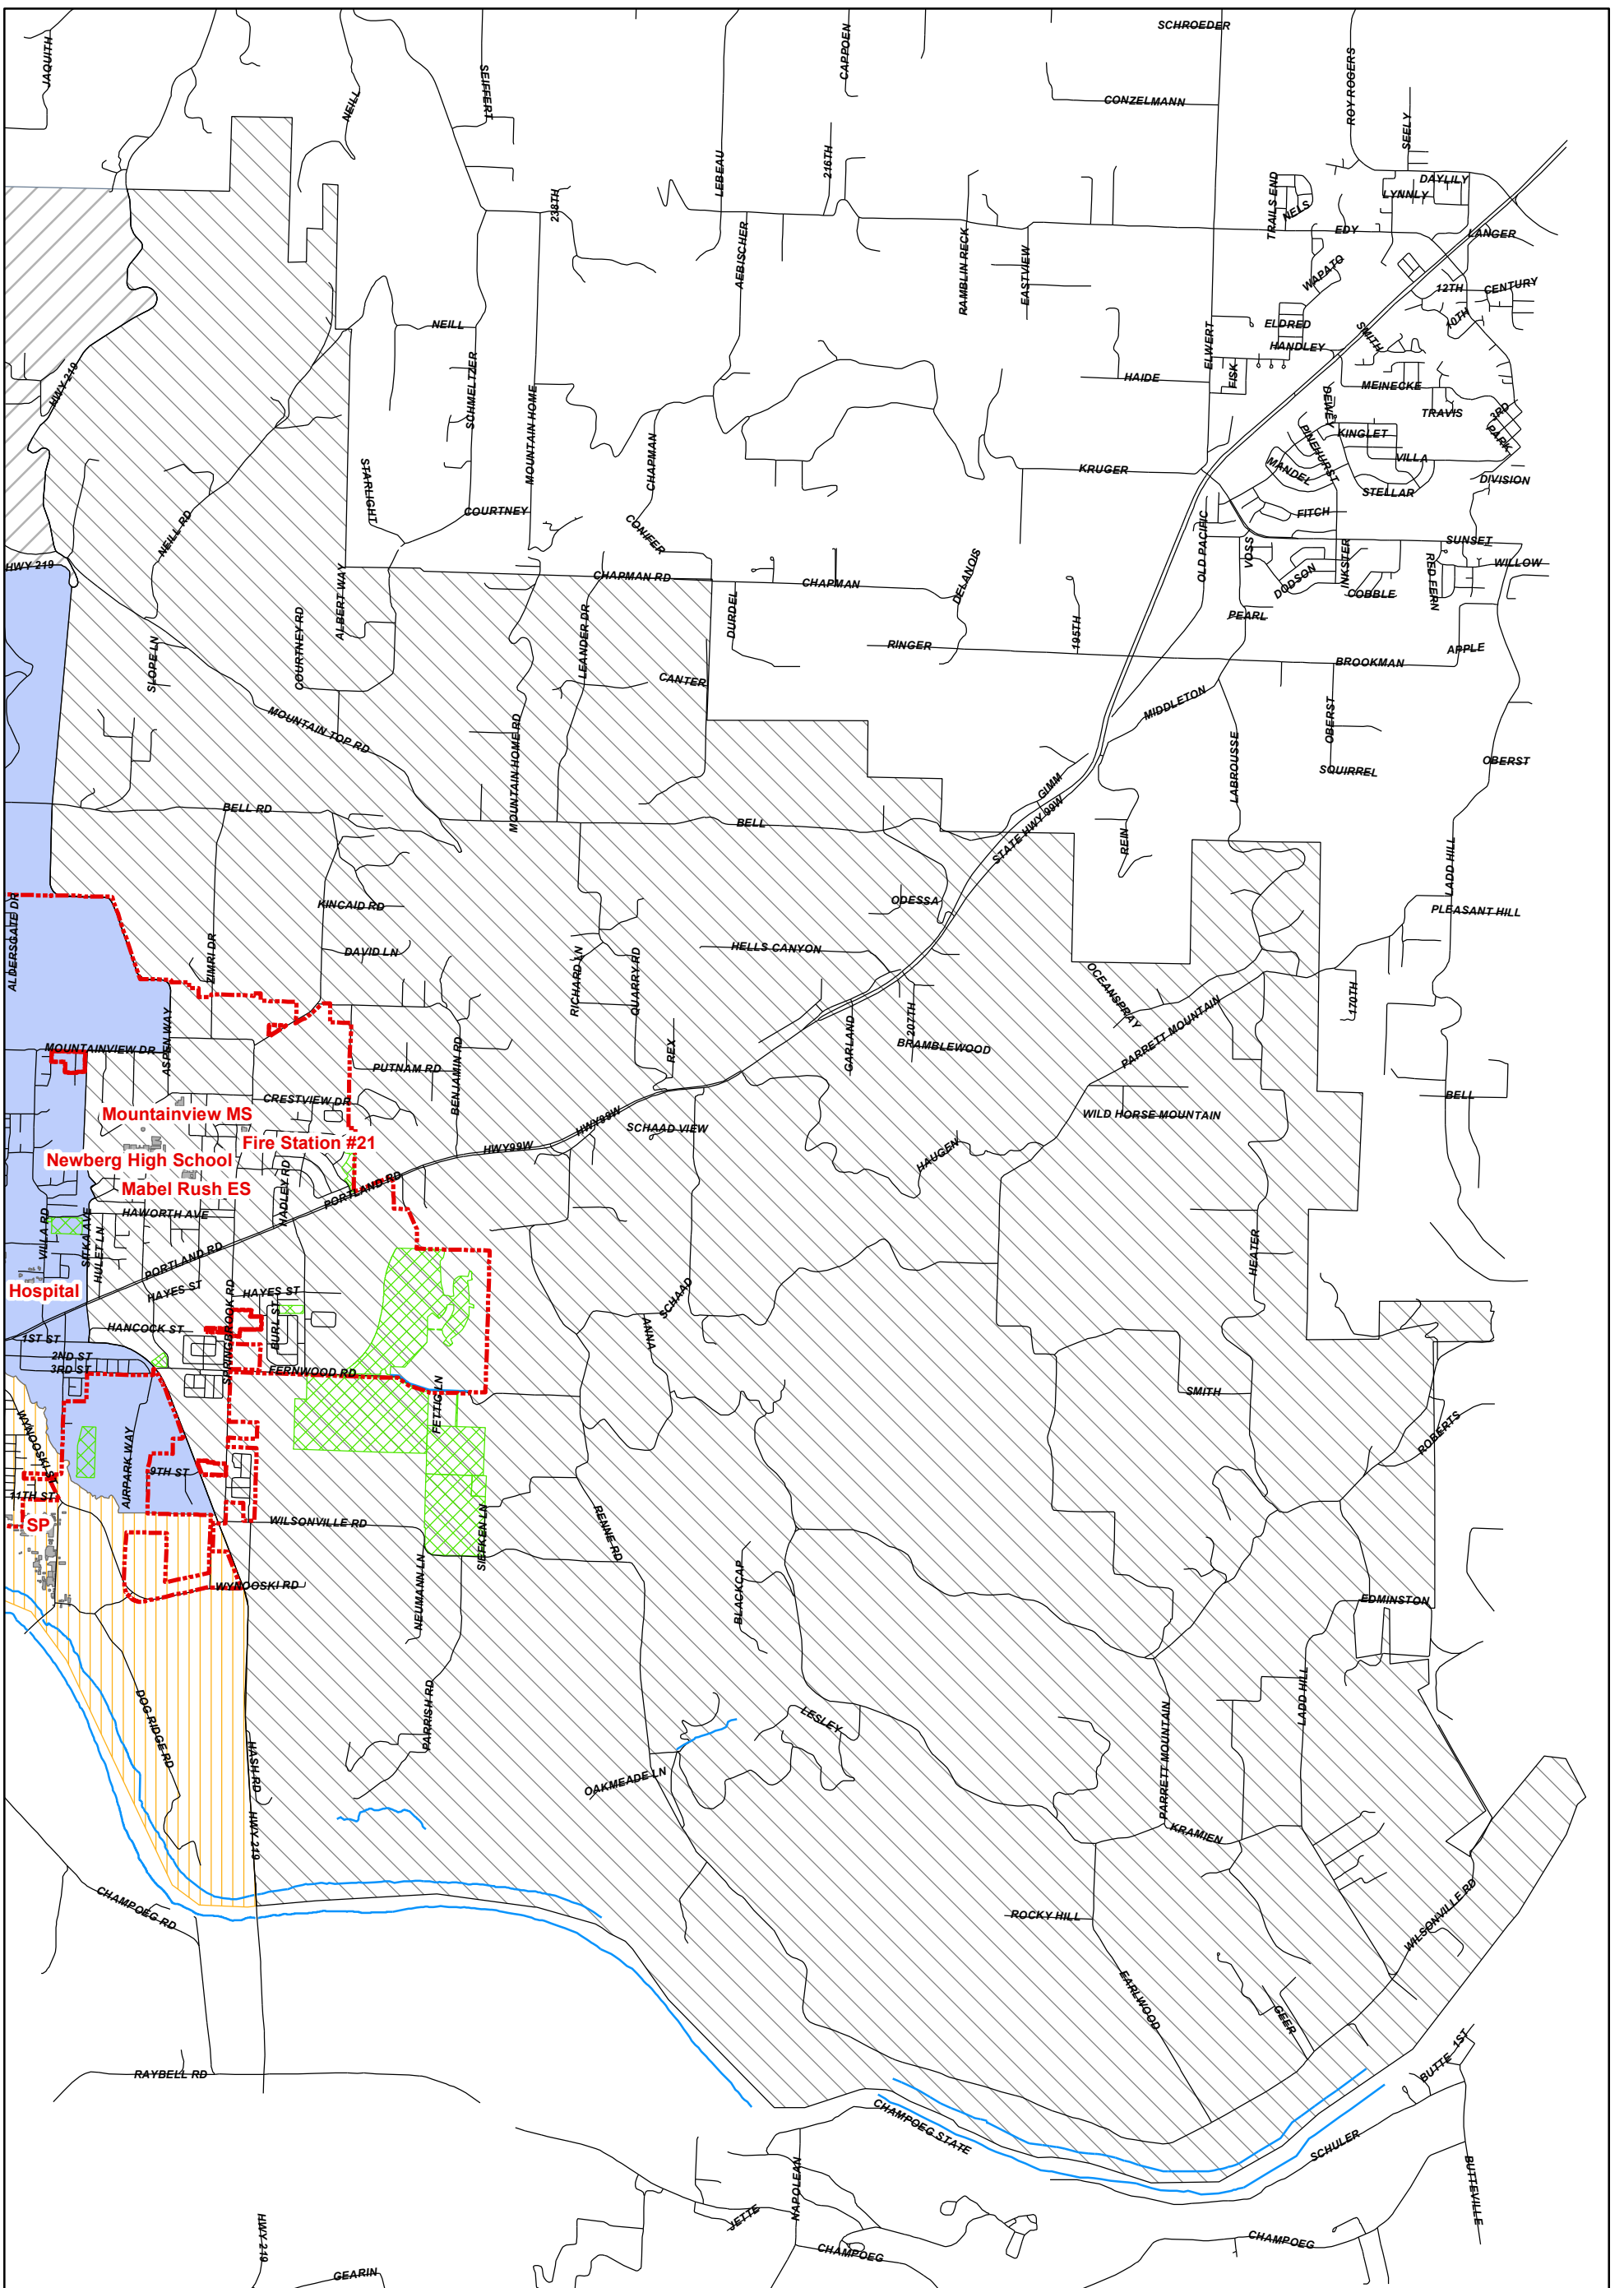 SCHROEDER
JAQUITH
NEILL
SEIFFERT
CAPPOEN
CONZELMANN
ROY ROGERS
SEELY
LEBEAU
216TH
238TH
DAYLILY
LYNNLY
TRAILS END
NELS
EDY
LANGER
AEBISCHER
RAMBLIN RECK
EASTVIEW
WAPATO
12TH
CENTURY
10TH
NEILL
ELDRED
SMITH
HANDLEY
ELWERT
FISK
HAIDE
HWY 219
SCHMELTZER
MOUNTAIN HOME
MEINECKE
DEWEY
TRAVIS
3RD
PARK
KINGLET
PINEHURST
VILLA
CHAPMAN
STARLIGHT
KRUGER
MANDEL
STELLAR
DIVISION
COURTNEY
NEILL RD
CONIFER
FITCH
OLD PACIFIC
VOSS
SUNSET
HWY 219
WILLOW
CHAPMAN RD
CHAPMAN
DELANOIS
DODSON
INKSTER
COBBLE
RED FERN
ALBERT WAY
DURDEL
195TH
PEARL
LEANDER DR
COURTNEY RD
SLOPE LN
RINGER
BROOKMAN
APPLE
CANTER
MIDDLETON
MOUNTAIN TOP RD
MOUNTAIN HOME RD
OBERST
LABROUSSE
SQUIRREL
OBERST
GIMM
BELL RD
BELL
STATE HWY 99W
REIN
LADD HILL
ALDERSGATE DR
KINCAID RD
ODESSA
PLEASANT HILL
DAVID LN
HELLS CANYON
ZIMRI DR
RICHARD LN
QUARRY RD
OCEANSPRAY
170TH
207TH
PARRETT MOUNTAIN
ASPEN WAY
MOUNTAINVIEW DR
GARLAND
BRAMBLEWOOD
REX
PUTNAM RD
BENJAMIN RD
CRESTVIEW DR
BELL
Mountainview MS
WILD HORSE MOUNTAIN
HWY99W
SCHAAD VIEW
Fire Station #21
HWY99W
HAUGEN
Newberg High School
Mabel Rush ES
PORTLAND RD
HADLEY RD
HAWORTH AVE
VILLA RD
SITKA AVE
HULET LN
PORTLAND RD
HEATER
Hospital
HAYES ST
HAYES ST
SPRINGBROOK RD
BURL ST
SCHAAD
ANNA
HANCOCK ST
1ST ST
2ND ST
3RD ST
FERNWOOD RD
FETTIG LN
SMITH
WYNOOSKI ST
ROBERTS
AIRPARK WAY
9TH ST
11TH ST
SP
WILSONVILLE RD
SIEFKEN LN
RENNE RD
WYNOOSKI RD
NEUMANN LN
BLACKCAP
EDMINSTON
DOG RIDGE RD
PARRISH RD
LESLEY
LADD HILL
PARRETT MOUNTAIN
HASH RD
OAKMEADE LN
HWY 219
KRAMIEN
CHAMPOEG RD
ROCKY HILL
WILSONVILLE RD
EARLWOOD
GEER
RAYBELL RD
BUTTE 1ST
CHAMPOEG STATE
SCHULER
NAPOLEAN
BUTTEVILLE
JETTE
HWY 219
CHAMPOEG
CHAMPOEG
GEARIN